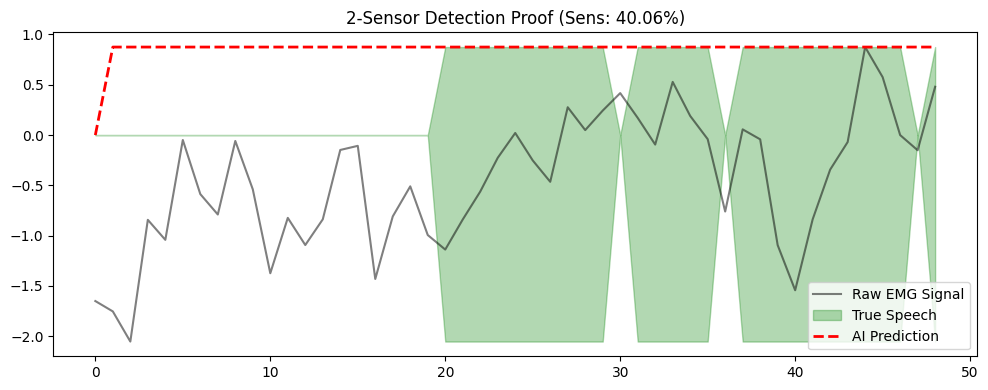 2-Sensor Detection Proof (Sens: 40.06%)
1.0
0.5
0.0
−0.5
−1.0
−1.5
−2.0
Raw EMG Signal
True Speech
AI Prediction
0 10 20 30 40 50